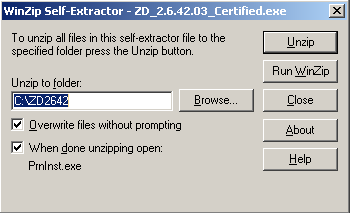 WinZip Self-Extractor - ZD_2.6.42.03_Certified.exe
To unzip all files in this self-extractor file to the
specified folder press the Unzip button.
Unzip to folder:
C:\ZD2642
Browse...
Overwrite files without prompting
When done unzipping open:
PrnInst.exe
Unzip
Run WinZip
Close
About
Help